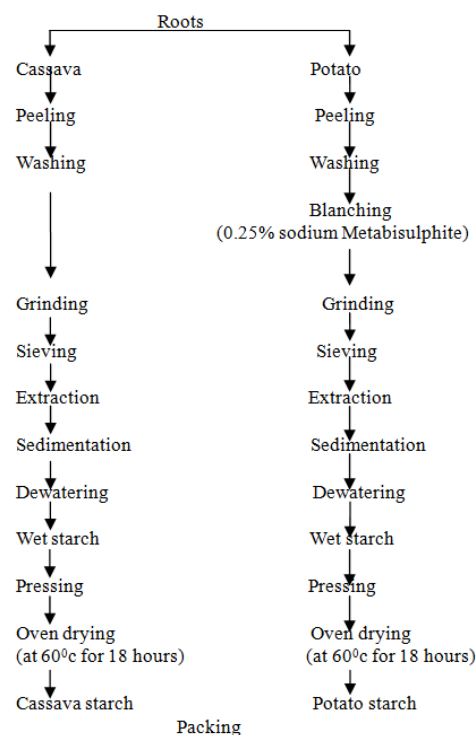 Roots
Cassava
Peeling
Washing
Grinding
Sieving
Extraction
Sedimentation
Dewatering
Wet starch
Pressing
Oven drying
(at 60⁰c for 18 hours)
Cassava starch
Potato
Peeling
Washing
Blanching
(0.25% sodium Metabisulphite)
Grinding
Sieving
Extraction
Sedimentation
Dewatering
Wet starch
Pressing
Oven drying
(at 60⁰c for 18 hours)
Potato starch
Packing